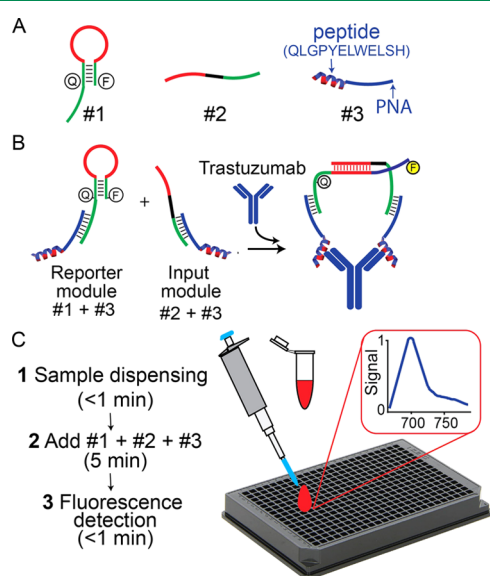 A
Q
F
#1
#2
peptide
(QLGPYELWELSH)
#3
PNA
B
Q
F
+
Reporter
module
#1 + #3
Input
module
#2 + #3
Trastuzumab
Q
F
C
1 Sample dispensing
(<1 min)
2 Add #1 + #2 + #3
(5 min)
3 Fluorescence
detection
(<1 min)
Signal
1
0
700 750